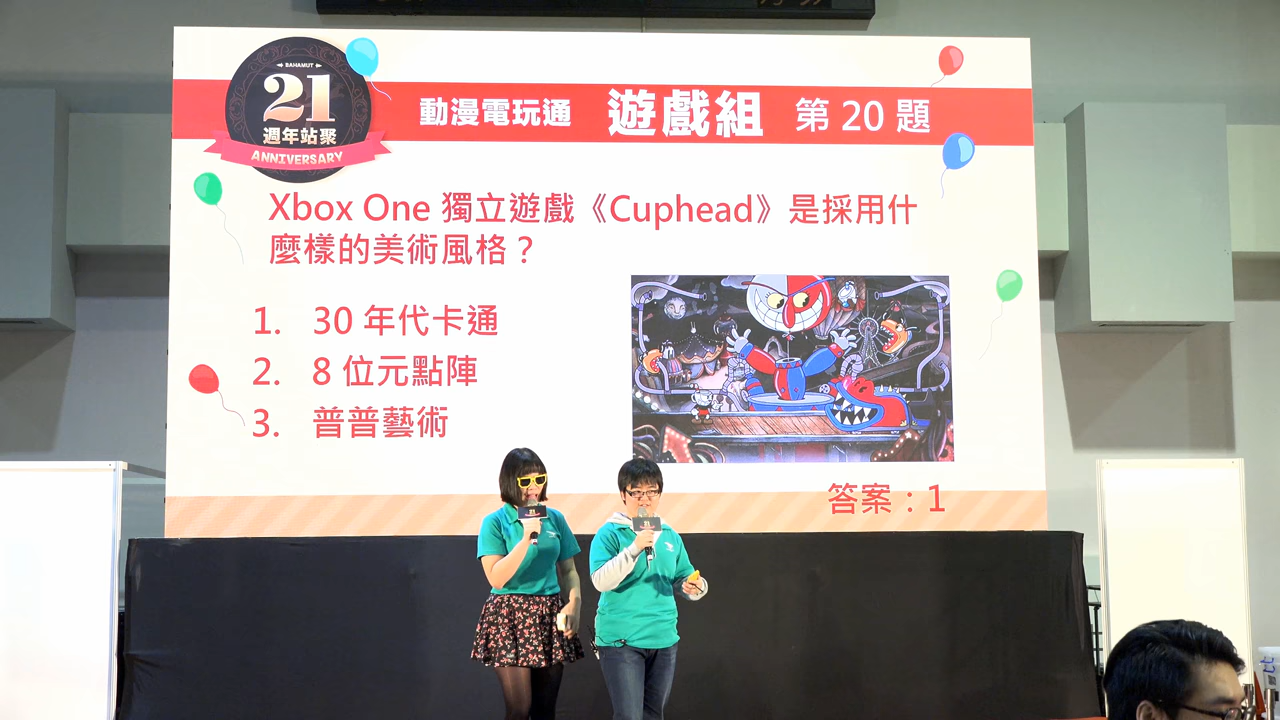 BAHAMUT
21
週年站聚
ANNIVERSARY
動漫電玩通 遊戲組 第 20 題
Xbox One 獨立遊戲《Cuphead》是採用什
麼樣的美術風格？
1. 30 年代卡通
2. 8 位元點陣
3. 普普藝術
答案：1
21
21